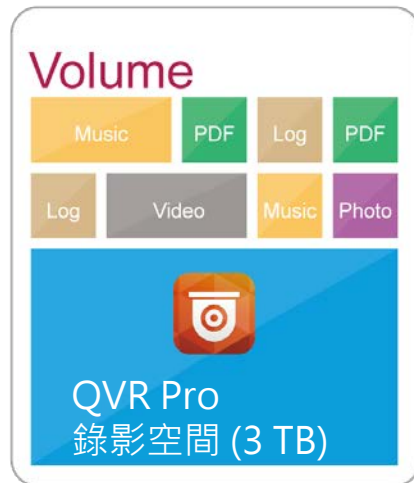 Volume
Music PDF Log PDF
Log Video Music Photo
QVR Pro
錄影空間 (3 TB)